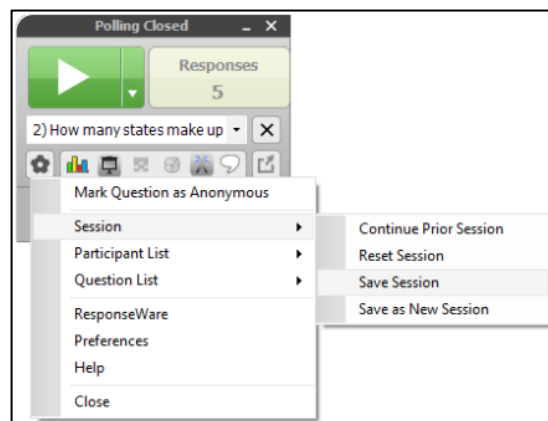 Polling Closed
Responses
5
2) How many states make up
Mark Question as Anonymous
Session
Participant List
Question List
ResponseWare
Preferences
Help
Close
Continue Prior Session
Reset Session
Save Session
Save as New Session